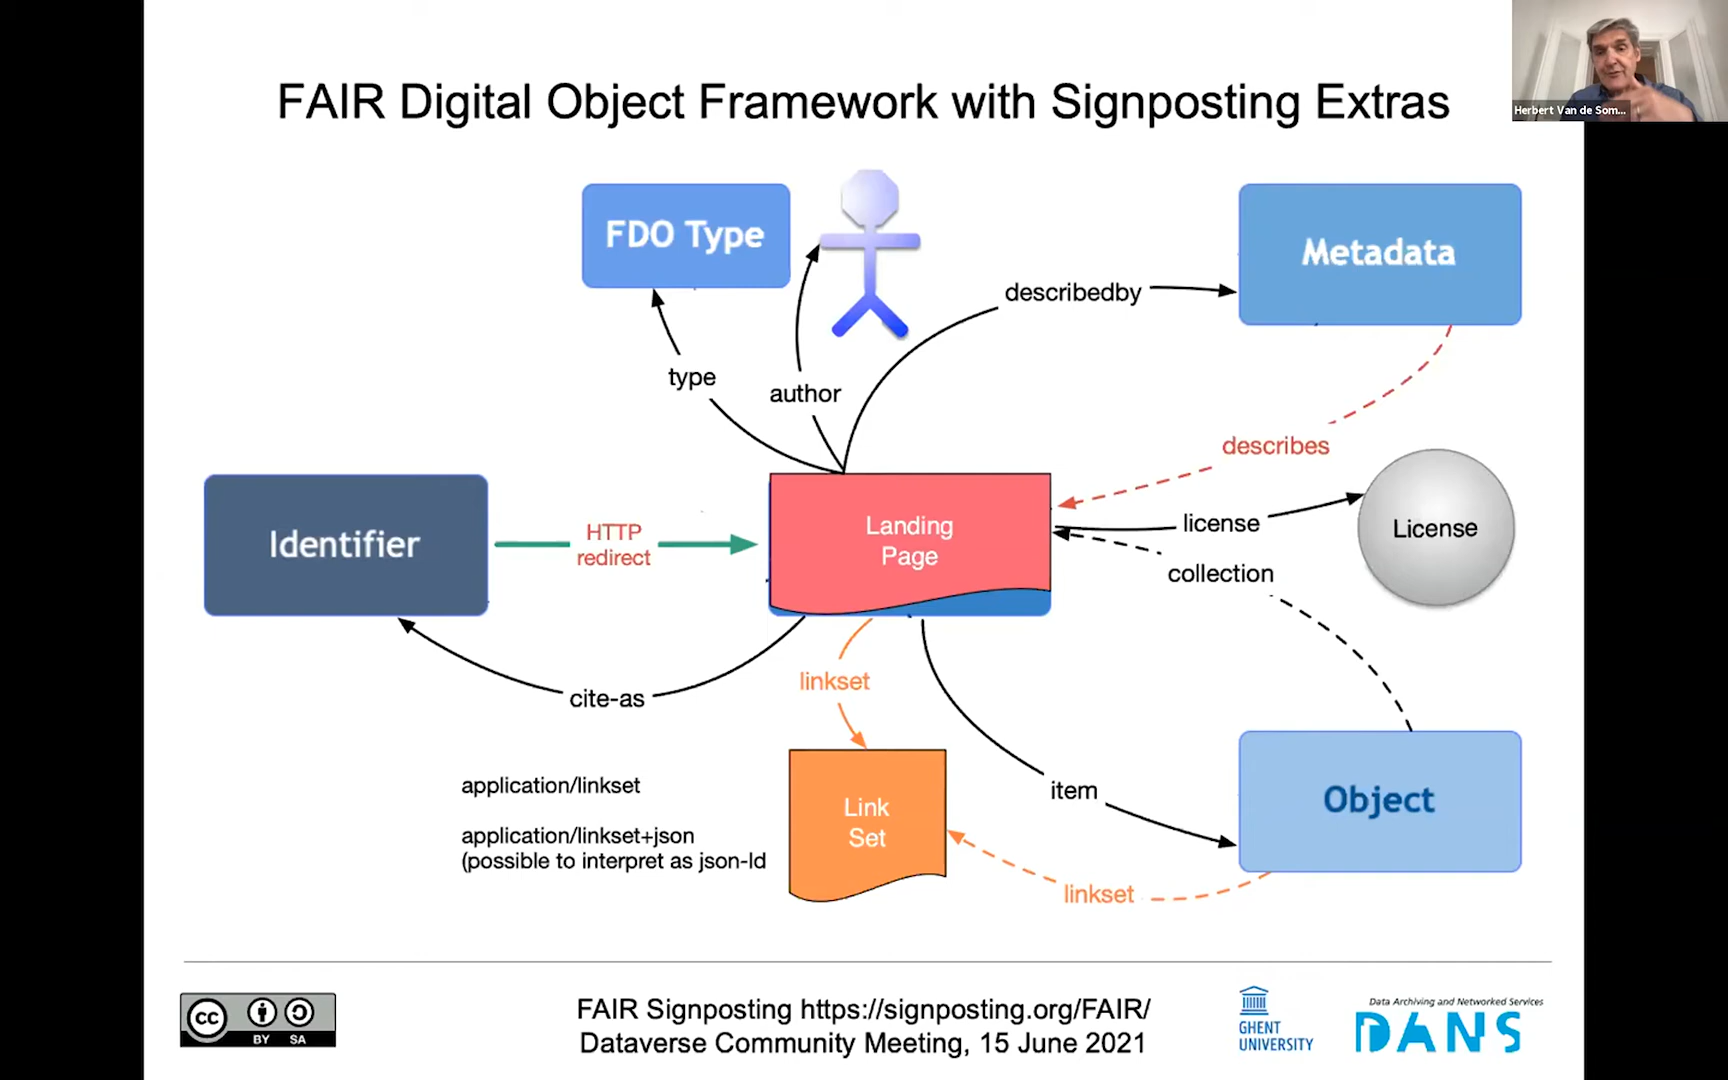 FAIR Digital Object Framework with Signposting Extras
Herbert Van de Som...
FDO Type
Metadata
describedby
type
author
describes
Identifier
HTTP
redirect
Landing
Page
license
License
collection
cite-as
linkset
item
Object
application/linkset
application/linkset+json
(possible to interpret as json-ld
Link
Set
linkset
cc
BY SA
FAIR Signposting https://signposting.org/FAIR/
Dataverse Community Meeting, 15 June 2021
GHENT
UNIVERSITY
Data Archiving and Networked Services
DANS